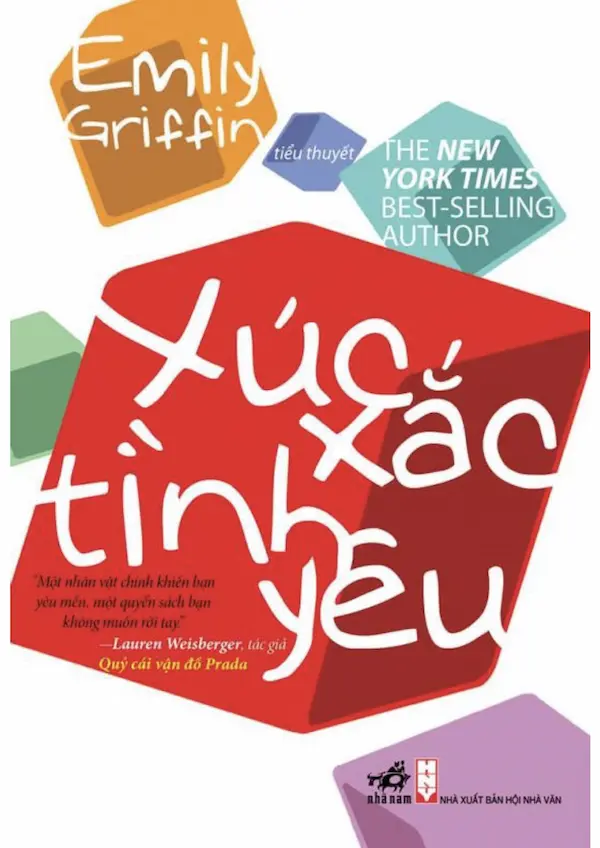 Emily
Griffin
tiểu thuyết
THE NEW
YORK TIMES
BEST-SELLING
AUTHOR
xúc
xắc
tình
yêu
"Một nhân vật chính khiến bạn
yêu mến, một quyển sách bạn
không muốn rời tay."
—Lauren Weisberger, tác giả
Quỷ cái vận đồ Prada
nhã nam
HNV
NHÀ XUẤT BẢN HỘI NHÀ VĂN